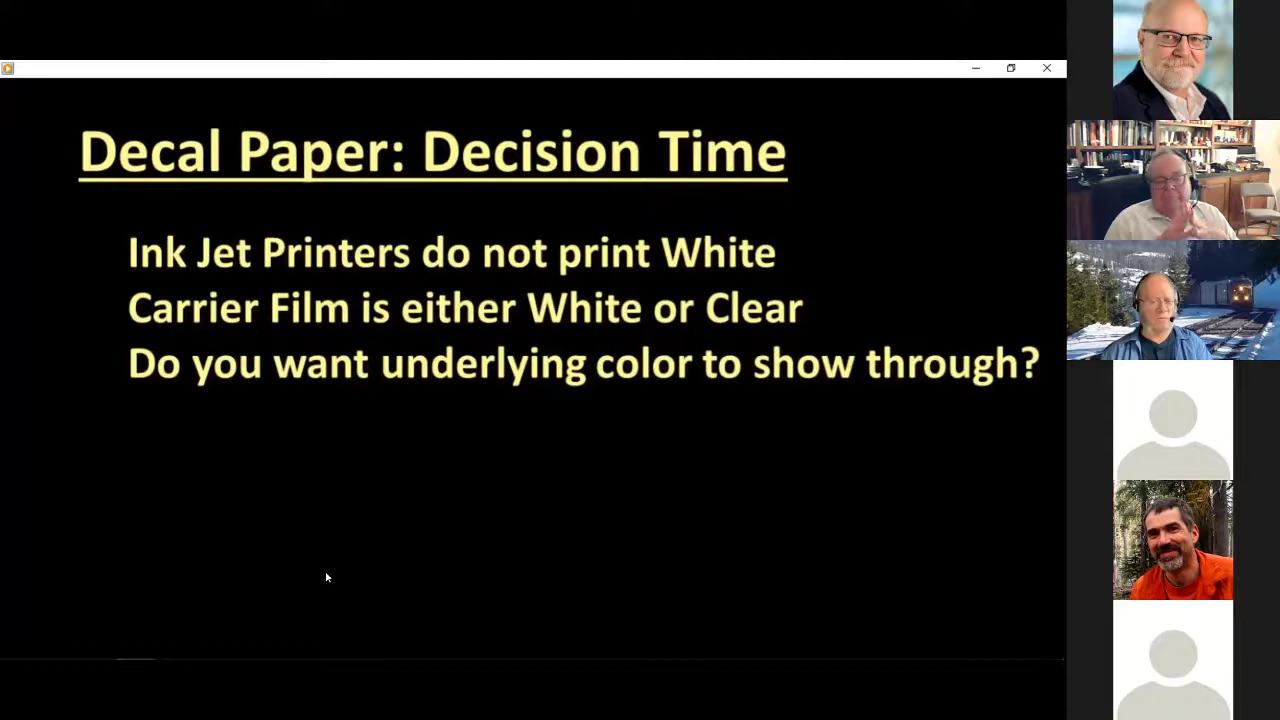 Decal Paper: Decision Time
Ink Jet Printers do not print White
Carrier Film is either White or Clear
Do you want underlying color to show through?